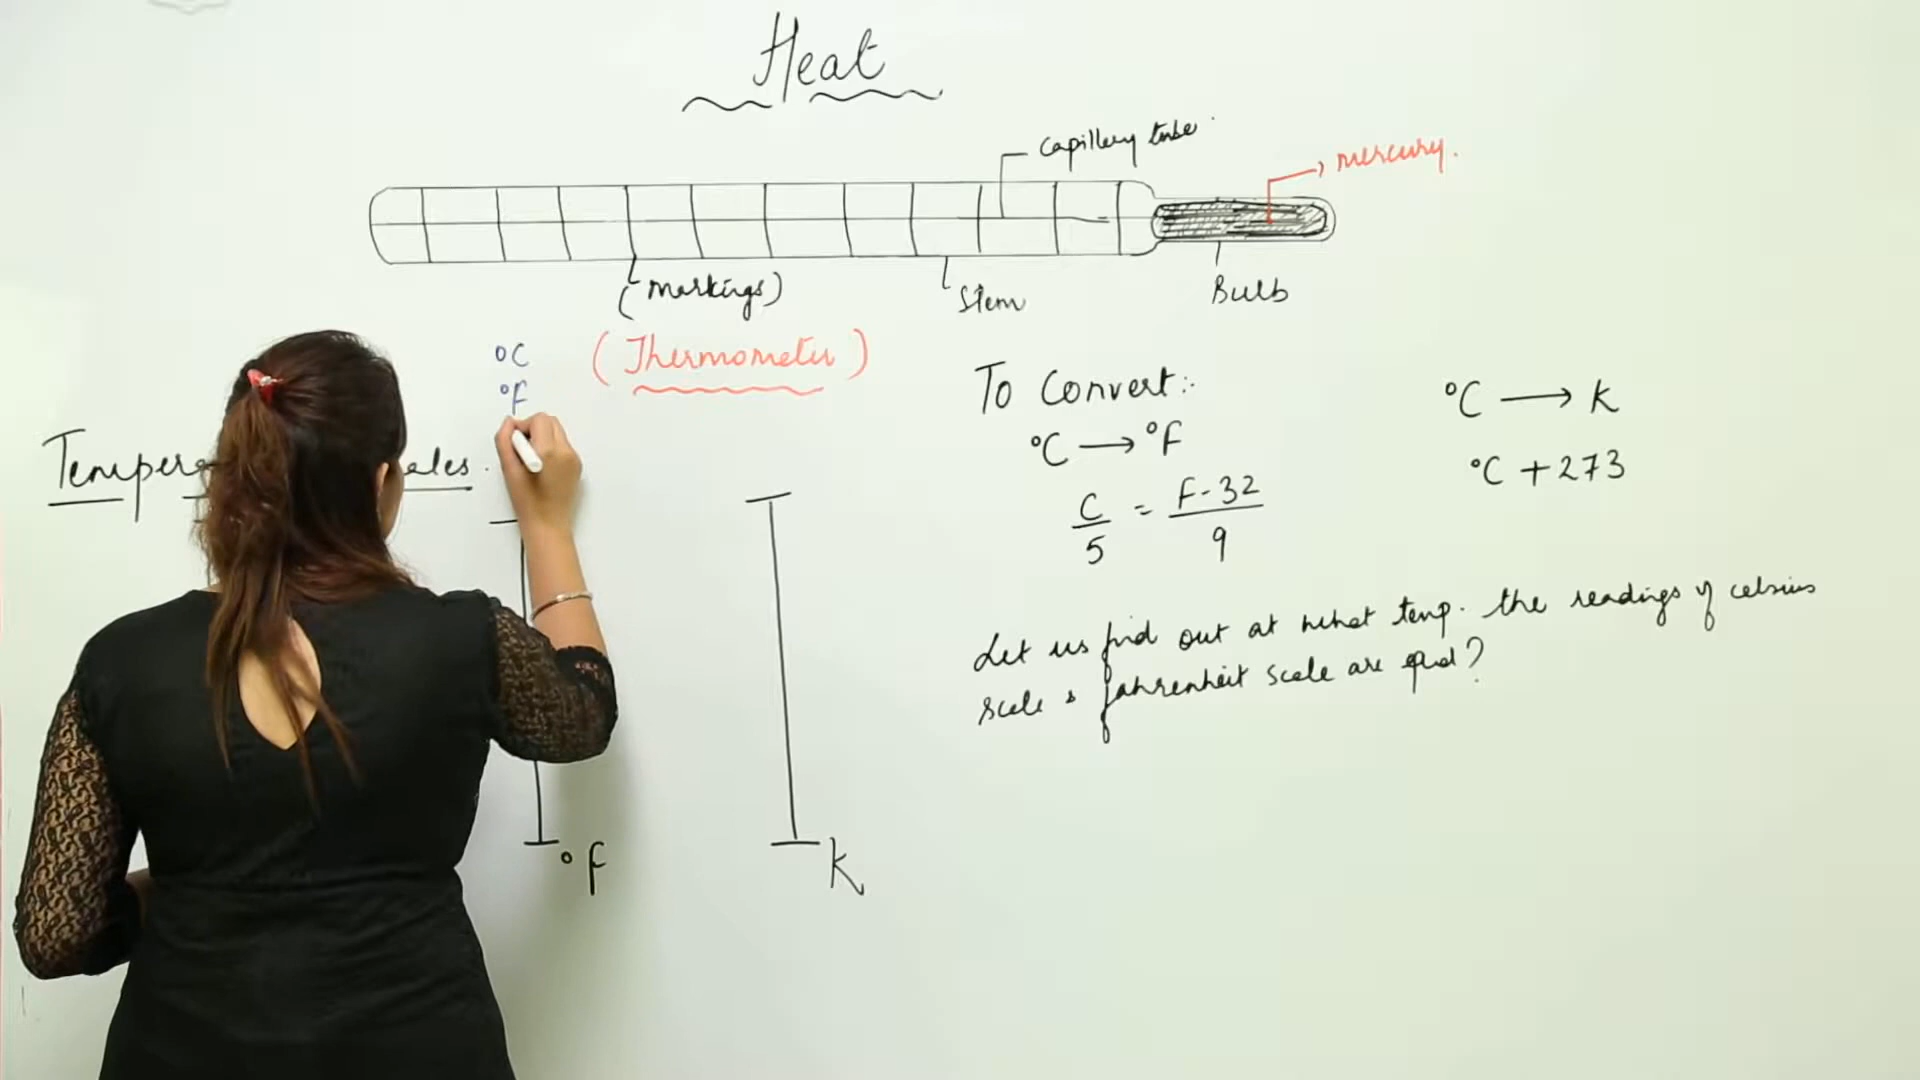 Heat
Capillery tube
mercury.
(markings)
Stem
Bulb
(Thermometer)
°C
°F
To Convert:
°C → °F
C/5 = F-32/9
°C → K
°C + 273
Let us find out at what temp. the readings of celsius
scale & fahrenheit scale are equal?
°F
K